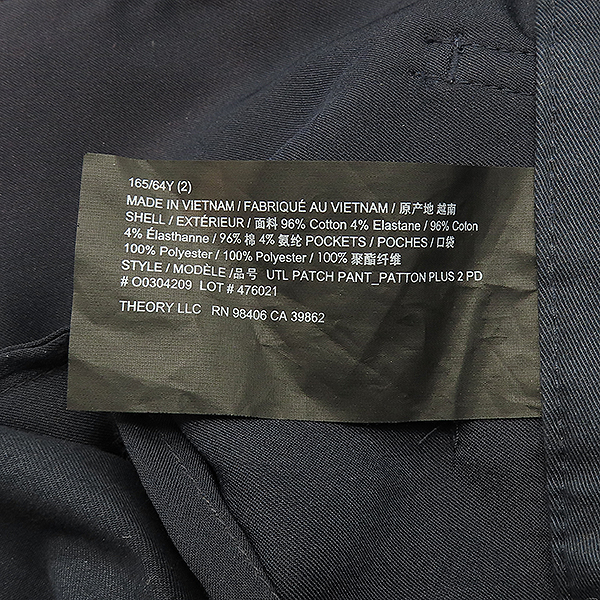 165/64Y (2)
MADE IN VIETNAM / FABRIQUÉ AU VIETNAM / 原产地 越南
SHELL / EXTÉRIEUR / 面料 96% Cotton 4% Elastane / 96% Coton
4% Élasthanne / 96% 棉 4% 氨纶 POCKETS / POCHES / 口袋
100% Polyester / 100% Polyester / 100% 聚酯纤维
STYLE / MODÈLE / 品号 UTL PATCH PANT_PATTON PLUS 2 PD
# O0304209 LOT # 476021
THEORY LLC RN 98406 CA 39862